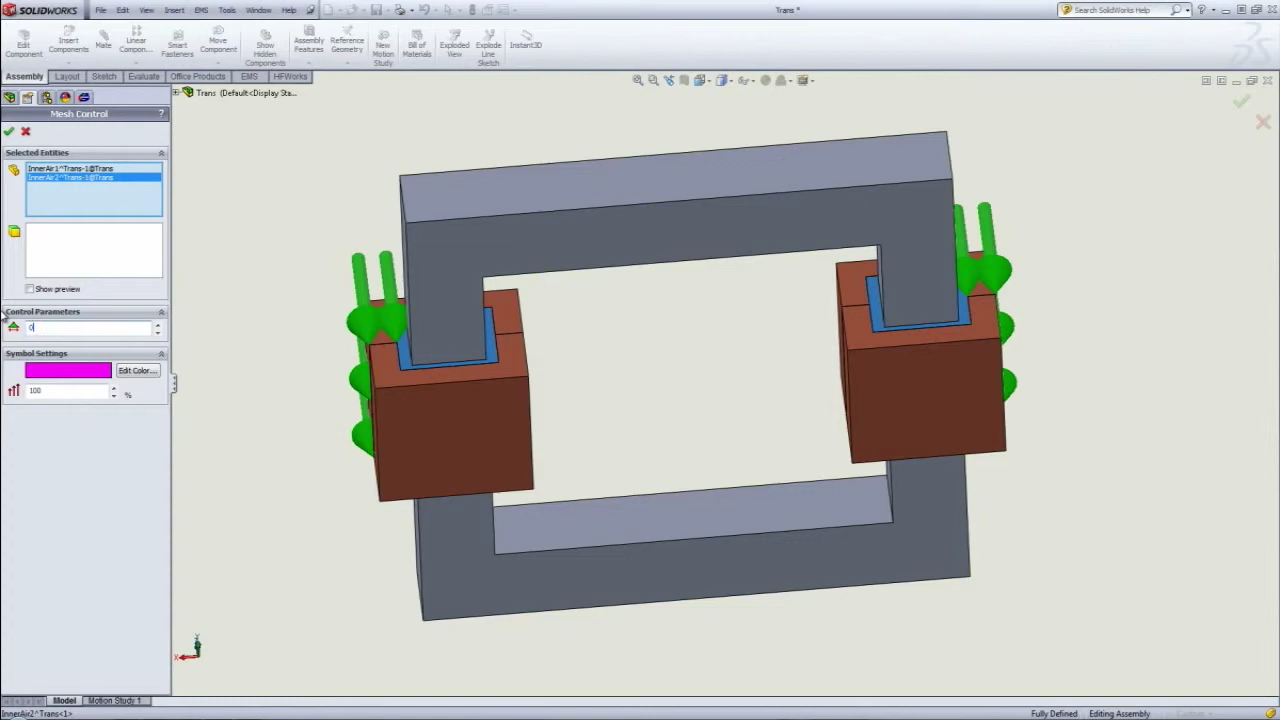 SOLIDWORKS File Edit View Insert EMS Tools Window Help
Trans *
Search SolidWorks Help
Edit Component
Insert Components
Mate
Linear Compon...
Smart Fasteners
Move Component
Show Hidden Components
Assembly Features
Reference Geometry
New Motion Study
Bill of Materials
Exploded View
Explode Line Sketch
Instant3D
Assembly Layout Sketch Evaluate Office Products EMS HFWorks
Trans (Default<Display Sta...
Mesh Control ?
Selected Entities
InnerAir1^Trans-1@Trans
InnerAir2^Trans-1@Trans
Show preview
Control Parameters
0
Symbol Settings
Edit Color...
100 %
Y
X
Model Motion Study 1
InnerAir2^Trans<1> Fully Defined Editing Assembly